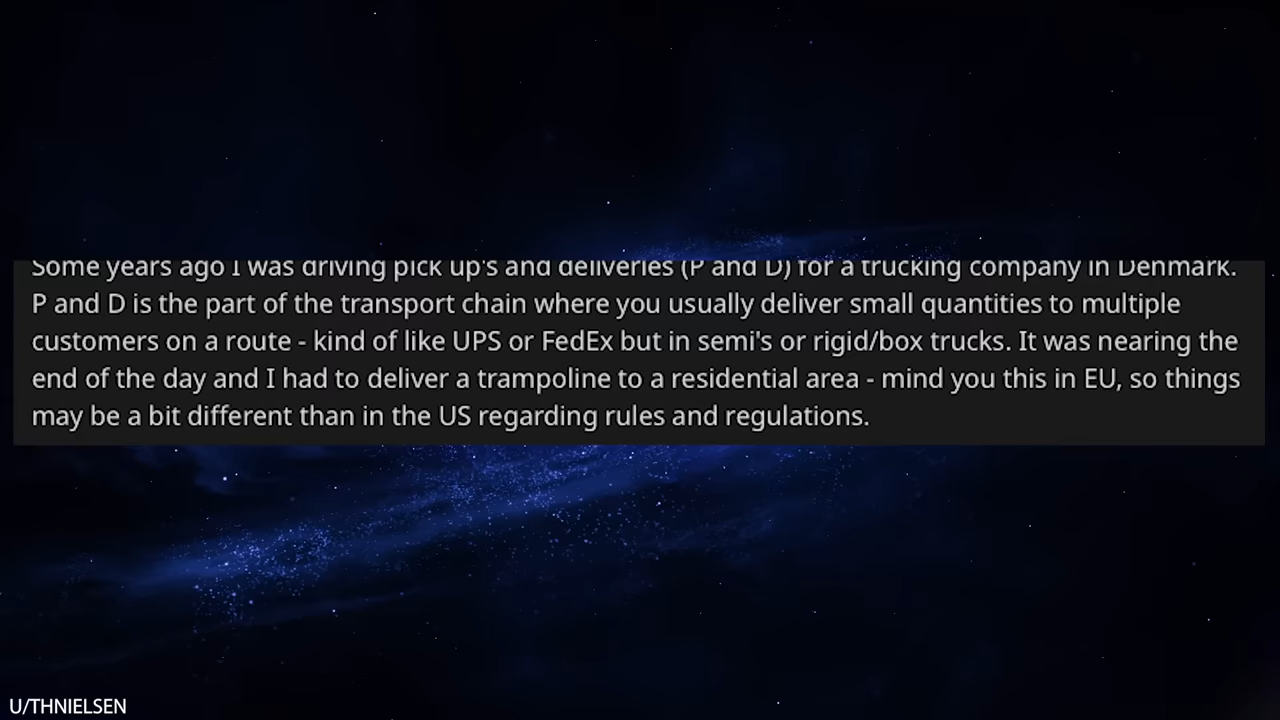 Some years ago I was driving pick up's and deliveries (P and D) for a trucking company in Denmark.
P and D is the part of the transport chain where you usually deliver small quantities to multiple
customers on a route - kind of like UPS or FedEx but in semi's or rigid/box trucks. It was nearing the
end of the day and I had to deliver a trampoline to a residential area - mind you this in EU, so things
may be a bit different than in the US regarding rules and regulations.
U/THNIELSEN